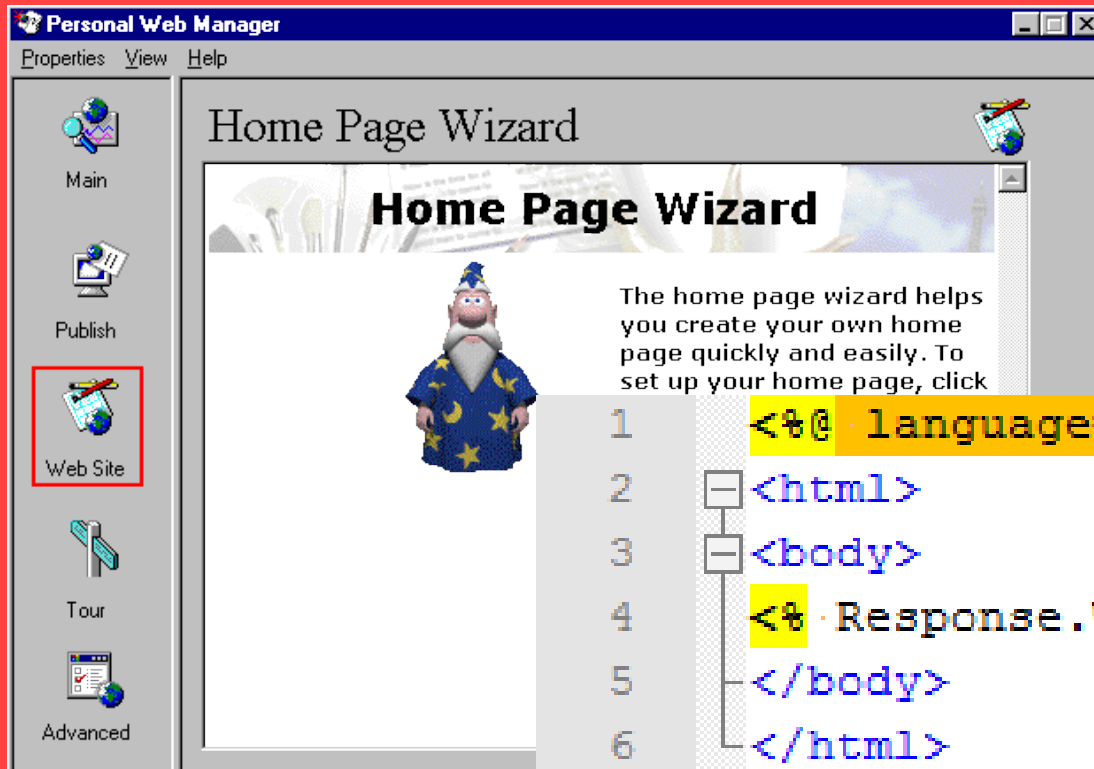 Personal Web Manager
Properties View Help
Main
Publish
Web Site
Tour
Advanced
Home Page Wizard
Home Page Wizard
The home page wizard helps
you create your own home
page quickly and easily. To
set up your home page, click
1 <%@ language
2 <html>
3 <body>
4 <% Response.
5 </body>
6 </html>